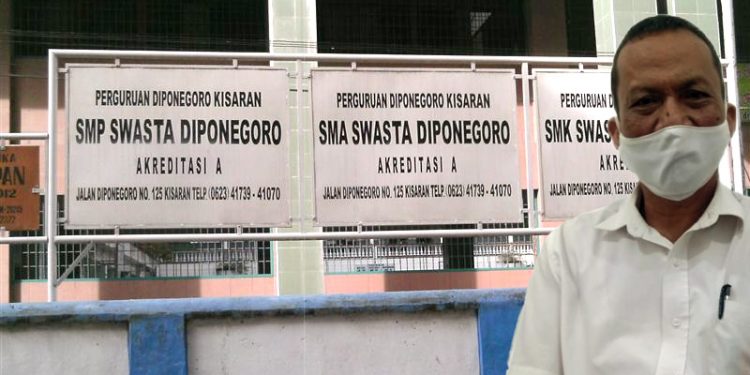 PERGURUAN DIPONEGORO KISARAN
SMP SWASTA DIPONEGORO
AKREDITASI A
JALAN DIPONEGORO NO. 125 KISARAN TELP. (0623) 41739 - 41070
PERGURUAN DIPONEGORO KISARAN
SMA SWASTA DIPONEGORO
AKREDITASI A
JALAN DIPONEGORO NO. 125 KISARAN TELP. (0623) 41739 - 41070
PERGURUAN
SMK
AKRED
JALAN DIPONEGORO NO. 125